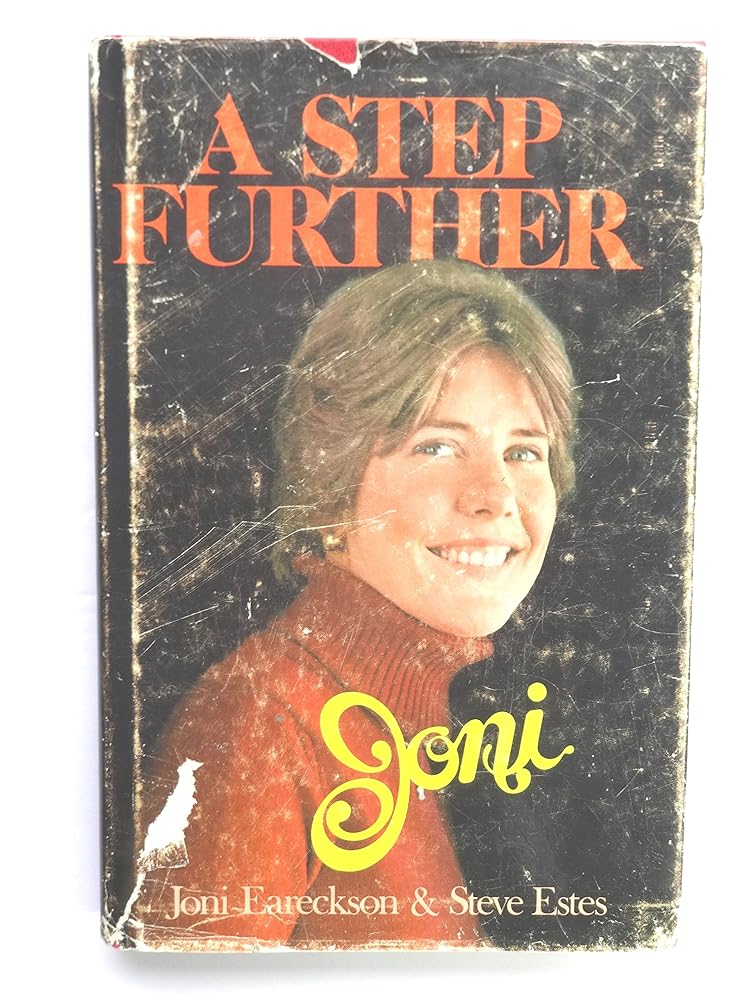 A STEP
FURTHER
Joni
Joni Eareckson & Steve Estes